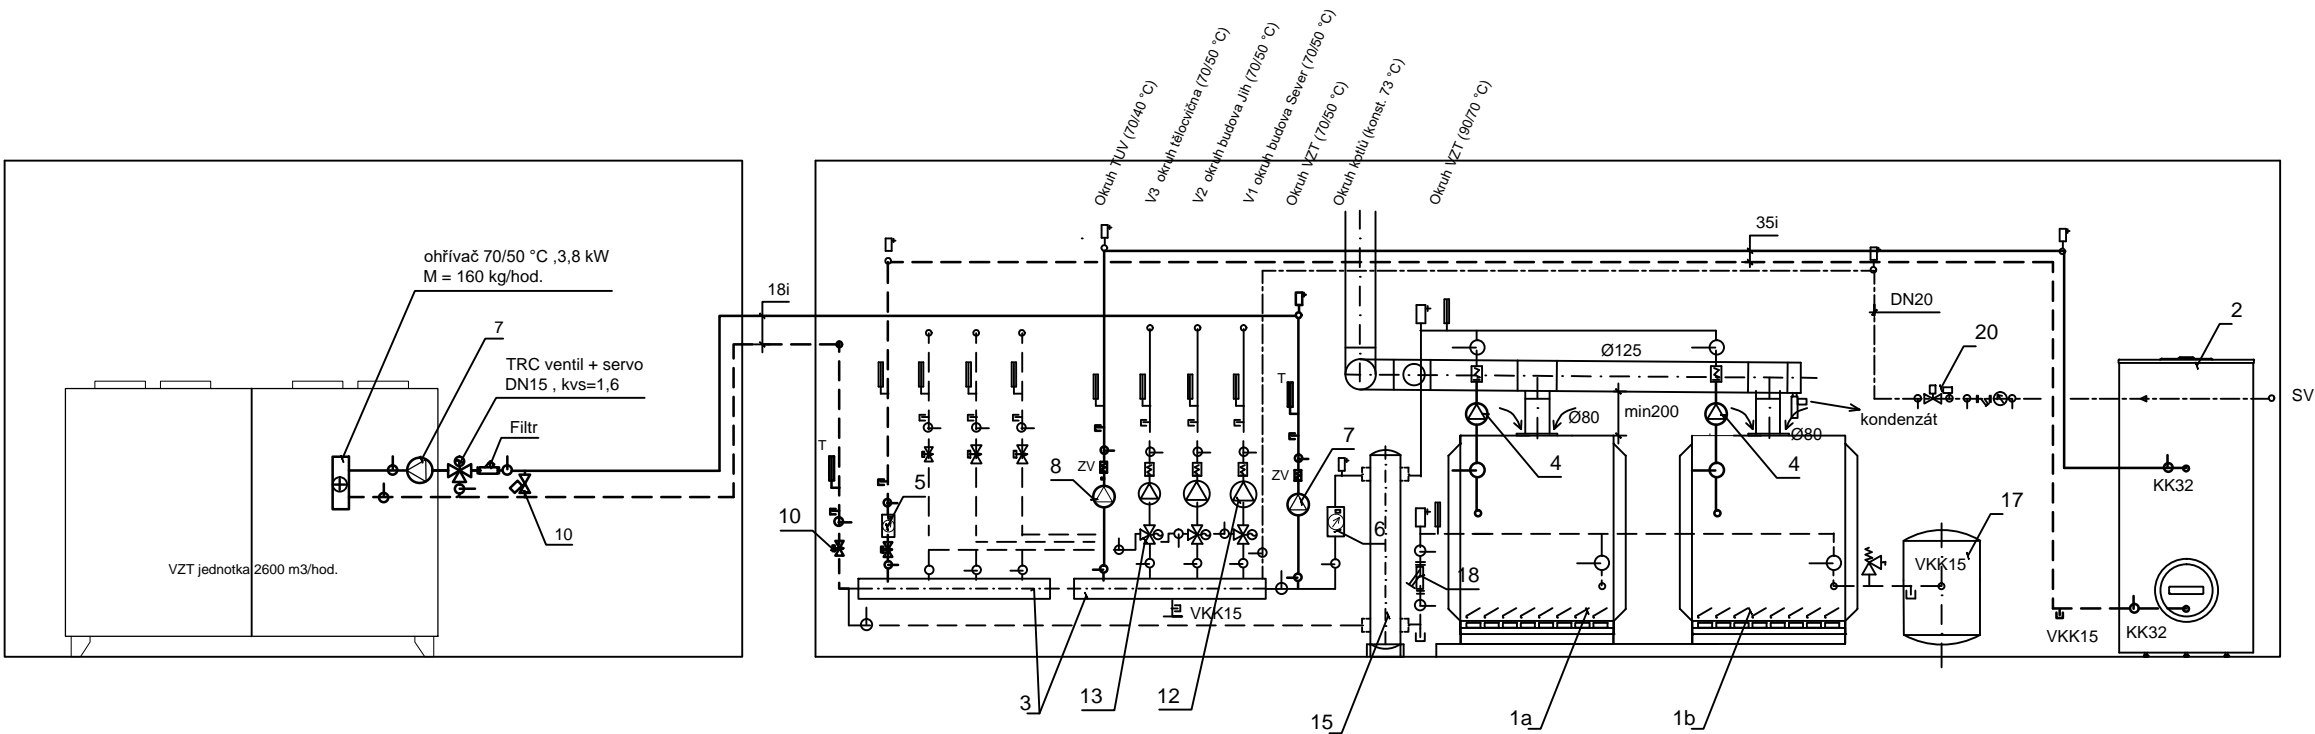 Okruh TUV (70/40 °C)
V3 okruh tělocvična (70/50 °C)
V2 okruh budova Jih (70/50 °C)
V1 okruh budova Sever (70/50 °C)
Okruh VZT (70/50 °C)
Okruh kotlů (konst. 73 °C)
Okruh VZT (90/70 °C)
ohřívač 70/50 °C ,3,8 kW
M = 160 kg/hod.
7
TRC ventil + servo
DN15 , kvs=1,6
Filtr
10
VZT jednotka 2600 m3/hod.
18i
35i
DN20
2
20
SV
Ø125
min200
Ø80
kondenzát
Ø80
T
T
7
8
ZV
ZV
5
4
4
KK32
17
10
6
18
VKK15
VKK15
VKK15
KK32
3
13
12
15
1a
1b